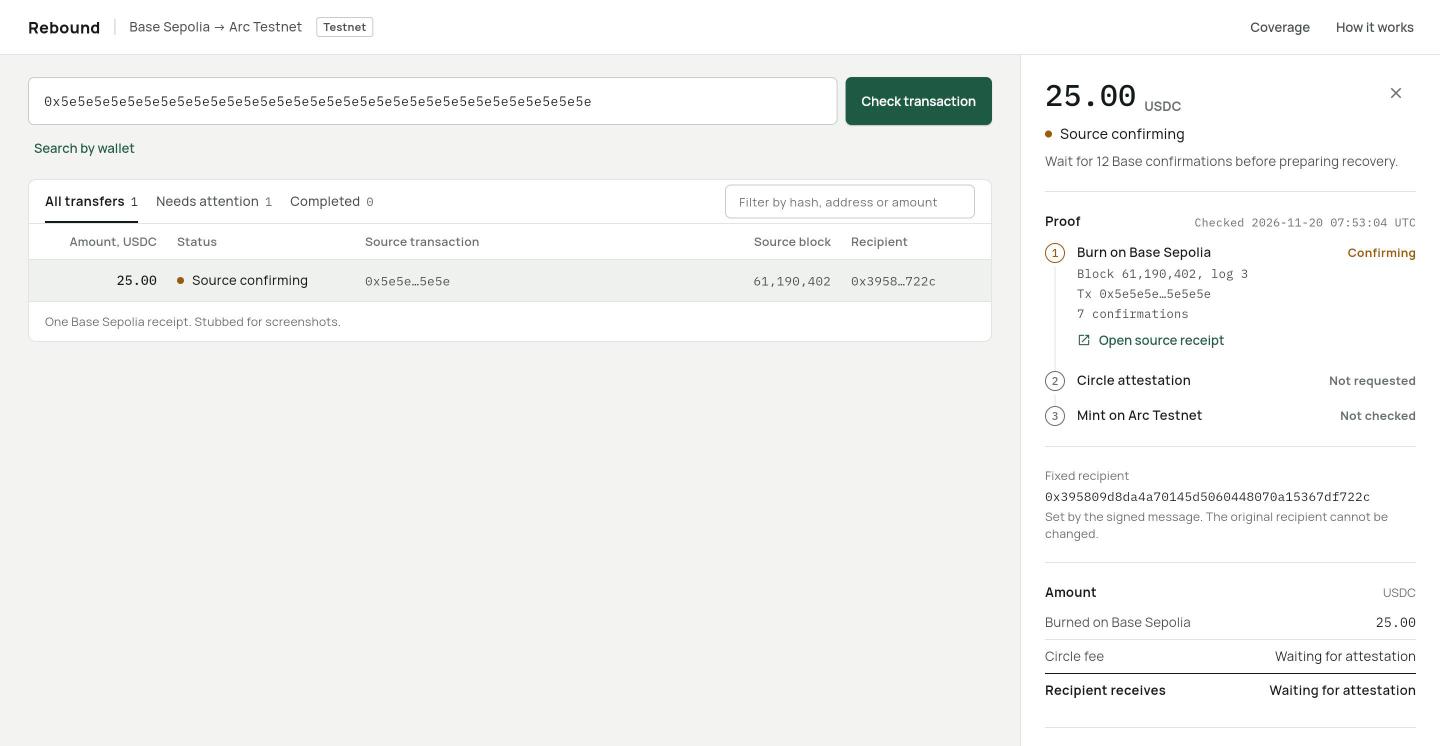 Rebound
Base Sepolia → Arc Testnet
Testnet
Coverage
How it works
0x5e5e5e5e5e5e5e5e5e5e5e5e5e5e5e5e5e5e5e5e5e5e5e5e5e5e5e5e5e5e5e5e
Check transaction
Search by wallet
All transfers 1
Needs attention 1
Completed 0
Filter by hash, address or amount
Amount, USDC
Status
Source transaction
Source block
Recipient
25.00
Source confirming
0x5e5e…5e5e
61,190,402
0x3958…722c
One Base Sepolia receipt. Stubbed for screenshots.
25.00 USDC
Source confirming
Wait for 12 Base confirmations before preparing recovery.
Proof
Checked 2026-11-20 07:53:04 UTC
1 Burn on Base Sepolia
Confirming
Block 61,190,402, log 3
Tx 0x5e5e5e…5e5e5e
7 confirmations
Open source receipt
2 Circle attestation
Not requested
3 Mint on Arc Testnet
Not checked
Fixed recipient
0x395809d8da4a70145d5060448070a15367df722c
Set by the signed message. The original recipient cannot be
changed.
Amount
USDC
Burned on Base Sepolia
25.00
Circle fee
Waiting for attestation
Recipient receives
Waiting for attestation